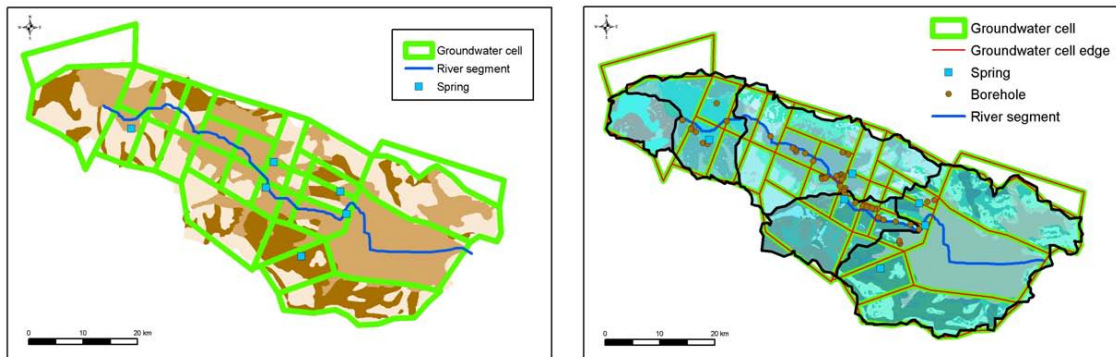 Groundwater cell
River segment
Spring
0 10 20 km
Groundwater cell
Groundwater cell edge
Spring
Borehole
River segment
0 10 20 km